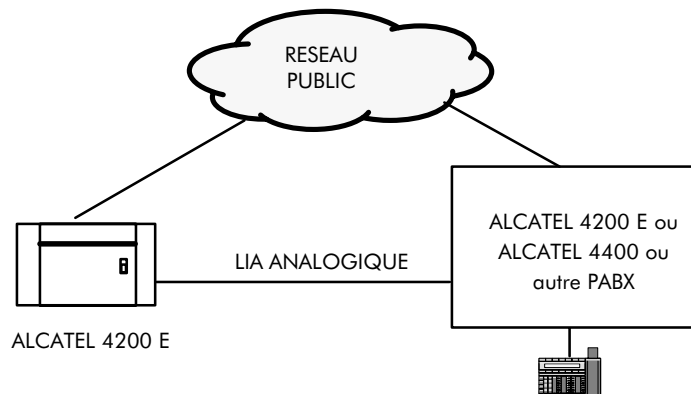 RESEAU
PUBLIC
ALCATEL 4200 E ou
ALCATEL 4400 ou
autre PABX
LIA ANALOGIQUE
ALCATEL 4200 E